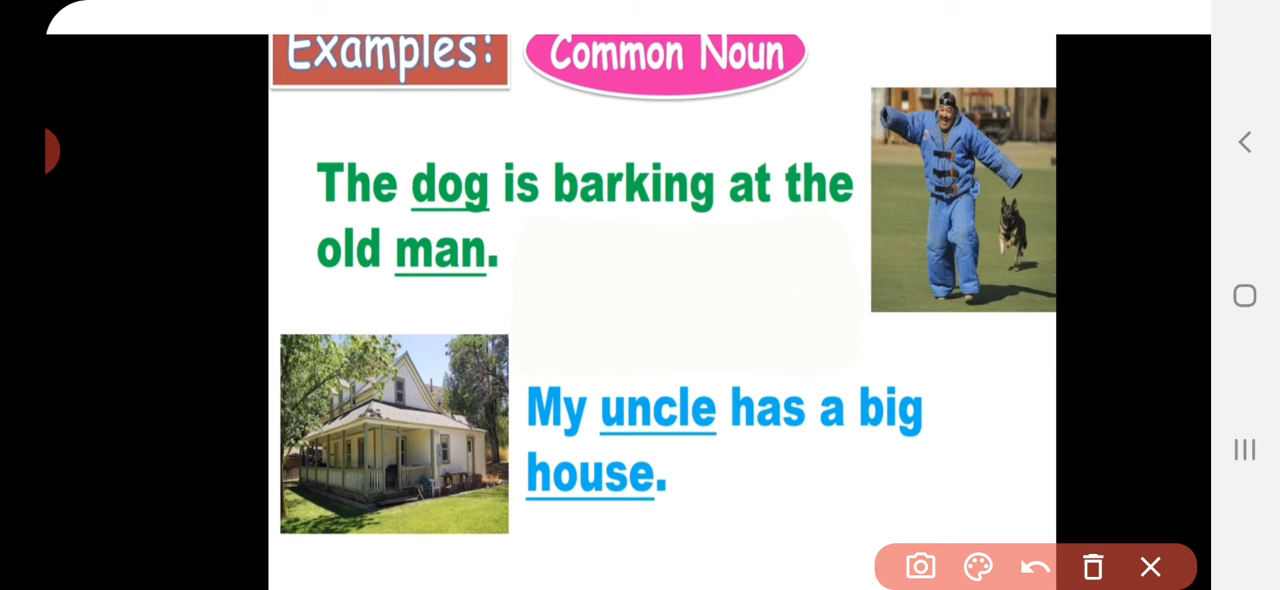 Examples: Common Noun
The dog is barking at the
old man.
My uncle has a big
house.